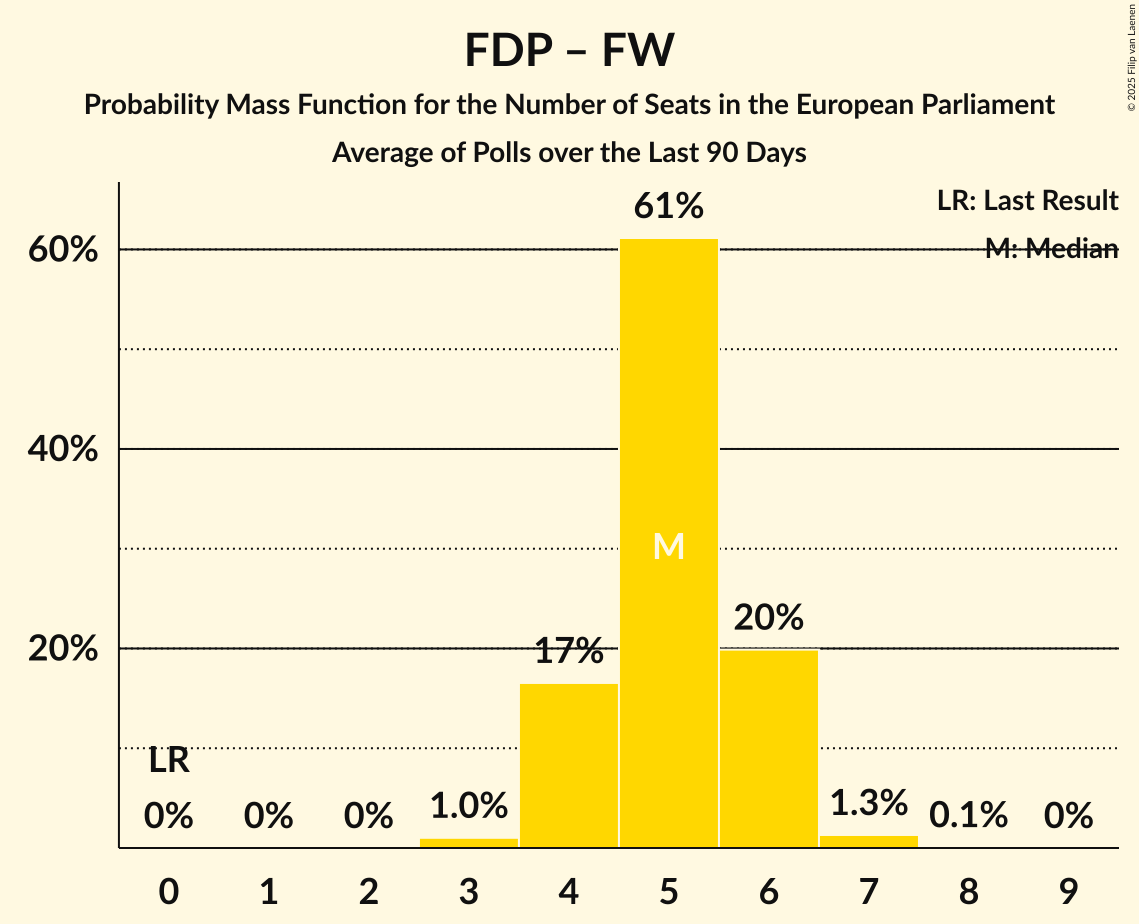 FDP – FW
Probability Mass Function for the Number of Seats in the European Parliament
Average of Polls over the Last 90 Days
© 2025 Filip van Laenen
LR: Last Result
M: Median
60%
40%
20%
61%
M
20%
17%
LR
0%
0%
0%
1.0%
1.3%
0.1%
0%
0
1
2
3
4
5
6
7
8
9